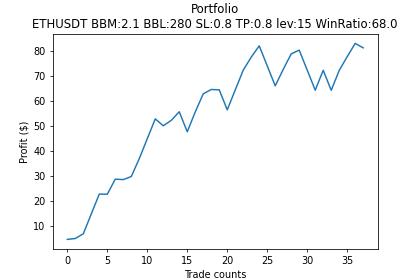 Portfolio
ETHUSDT BBM:2.1 BBL:280 SL:0.8 TP:0.8 lev:15 WinRatio:68.0
80
70
60
50
40
30
20
10
Profit ($)
0 5 10 15 20 25 30 35
Trade counts